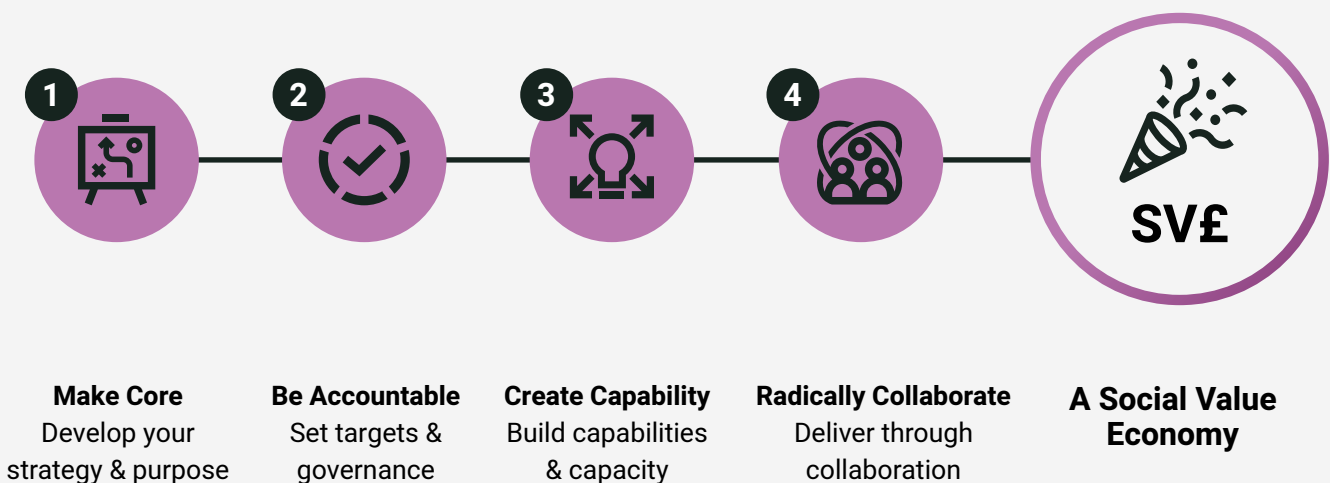 1
2
3
4
SV£
Make Core
Develop your
strategy & purpose
Be Accountable
Set targets &
governance
Create Capability
Build capabilities
& capacity
Radically Collaborate
Deliver through
collaboration
A Social Value
Economy